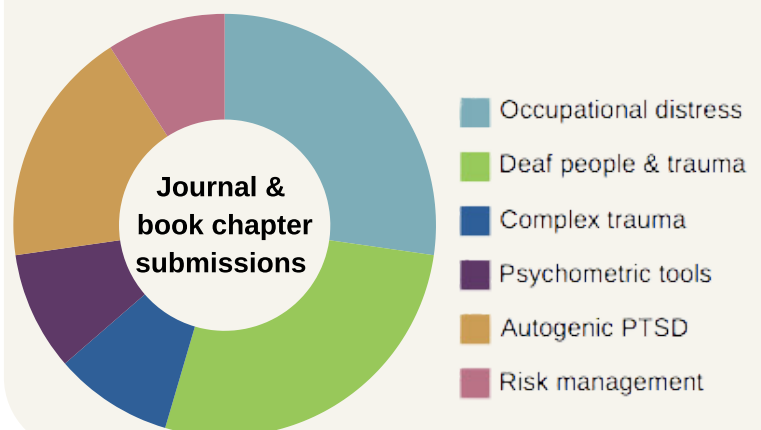 Journal &
book chapter
submissions
Occupational distress
Deaf people & trauma
Complex trauma
Psychometric tools
Autogenic PTSD
Risk management